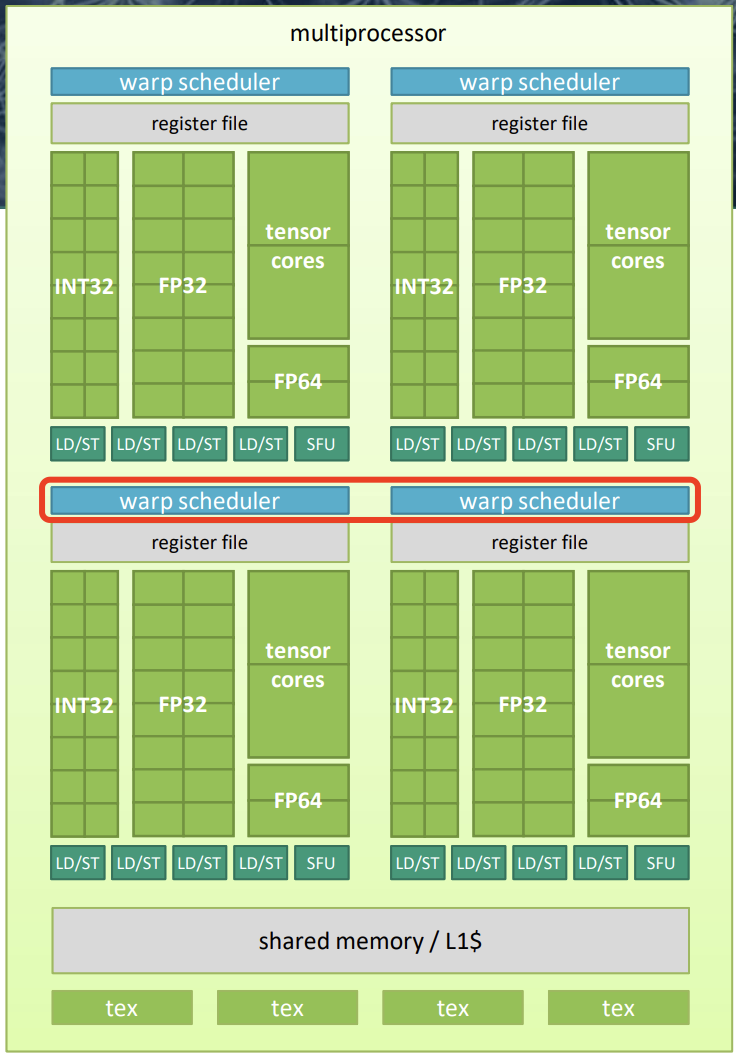 multiprocessor
warp scheduler
warp scheduler
register file
register file
INT32
FP32
tensor
cores
FP64
INT32
FP32
tensor
cores
FP64
LD/ST LD/ST LD/ST LD/ST SFU
LD/ST LD/ST LD/ST LD/ST SFU
warp scheduler
warp scheduler
register file
register file
INT32
FP32
tensor
cores
FP64
INT32
FP32
tensor
cores
FP64
LD/ST LD/ST LD/ST LD/ST SFU
LD/ST LD/ST LD/ST LD/ST SFU
shared memory / L1$
tex
tex
tex
tex